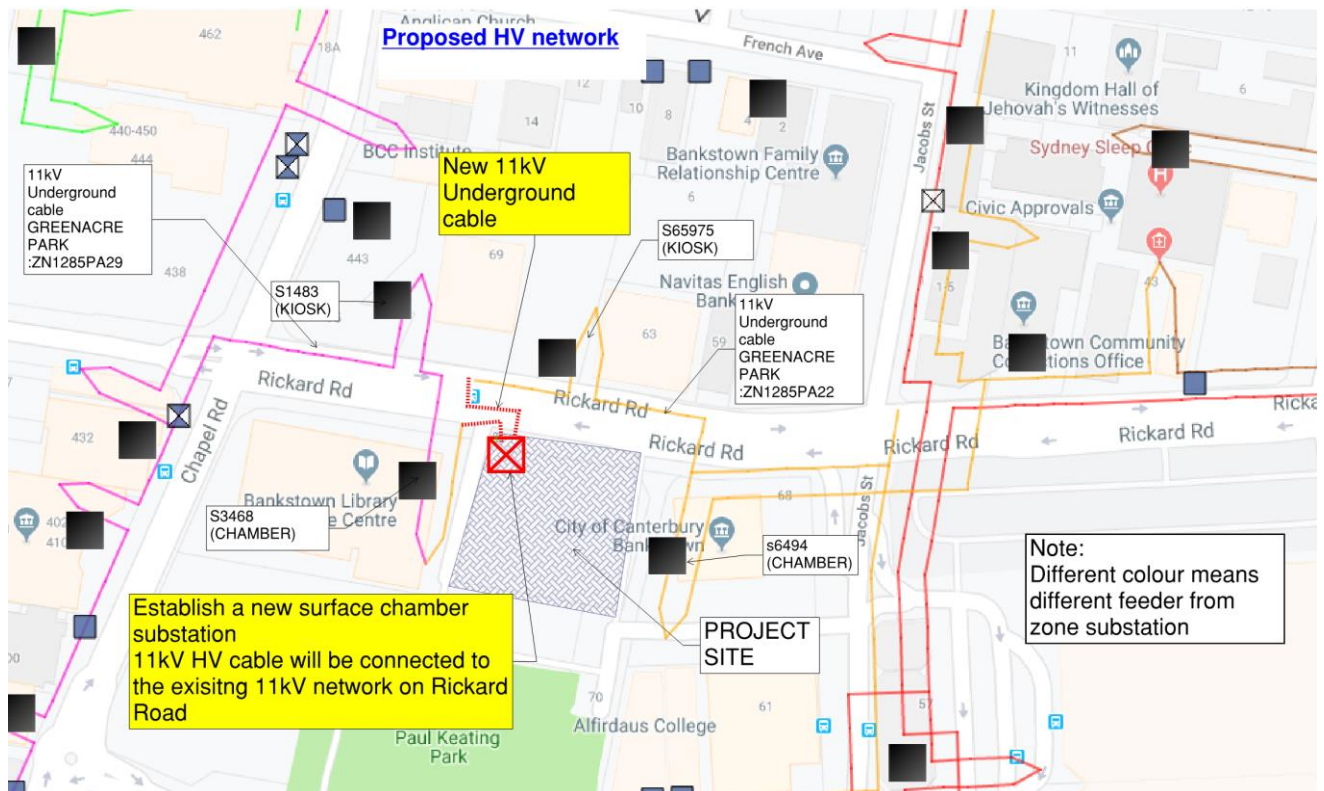 Anglican Church
Proposed HV network
462
18A
French Ave
11
6
Kingdom Hall of
Jehovah's Witnesses
12
10
8
4
2
14
440-450
444
BCC Institute
New 11kV
Underground
cable
Bankstown Family
Relationship Centre
Jacobs St
Sydney Sleep
Civic Approvals
11kV
Underground
cable
GREENACRE
PARK
:ZN1285PA29
438
443
69
6
S65975
(KIOSK)
7
1-5
43
S1483
(KIOSK)
Navitas English
63
59
11kV
Underground
cable
GREENACRE
PARK
:ZN1285PA22
Community
Office
Rickard Rd
Rickard Rd
Rickard Rd
Rickard Rd
Rickard Rd
Chapel Rd
432
Bankstown Library
Centre
68
Jacobs St
402
410
S3468
(CHAMBER)
City of Canterbury
s6494
(CHAMBER)
Note:
Different colour means
different feeder from
zone substation
Establish a new surface chamber
substation
11kV HV cable will be connected to
the exisitng 11kV network on Rickard
Road
PROJECT
SITE
70
61
57
Alfirdaus College
Paul Keating
Park